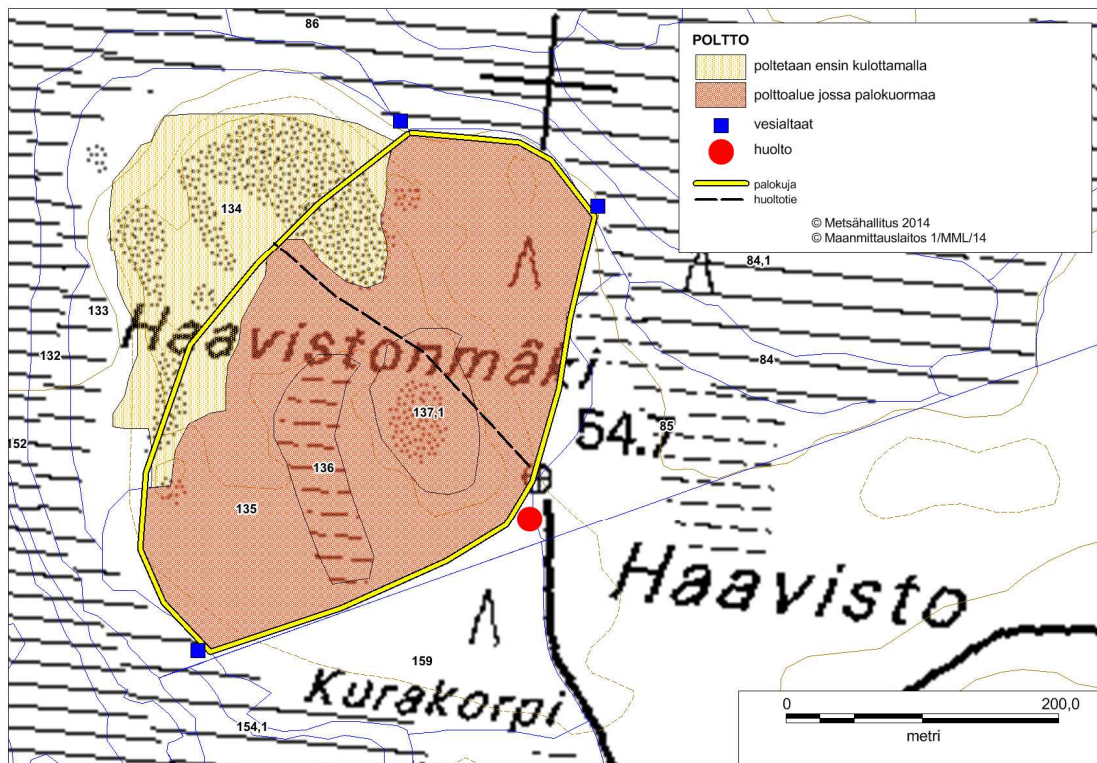 86
POLTTO
poltetaan ensin kulottamalla
polttoalue jossa palokuormaa
vesialtaat
huolto
palokuja
huoltotie
© Metsähallitus 2014
© Maanmittauslaitos 1/MML/14
134
84,1
133
Haavistonmäki
132
84
137,1
54.7
85
152
136
135
Haavisto
159
Kurakorpi
154,1
0 200,0
metri